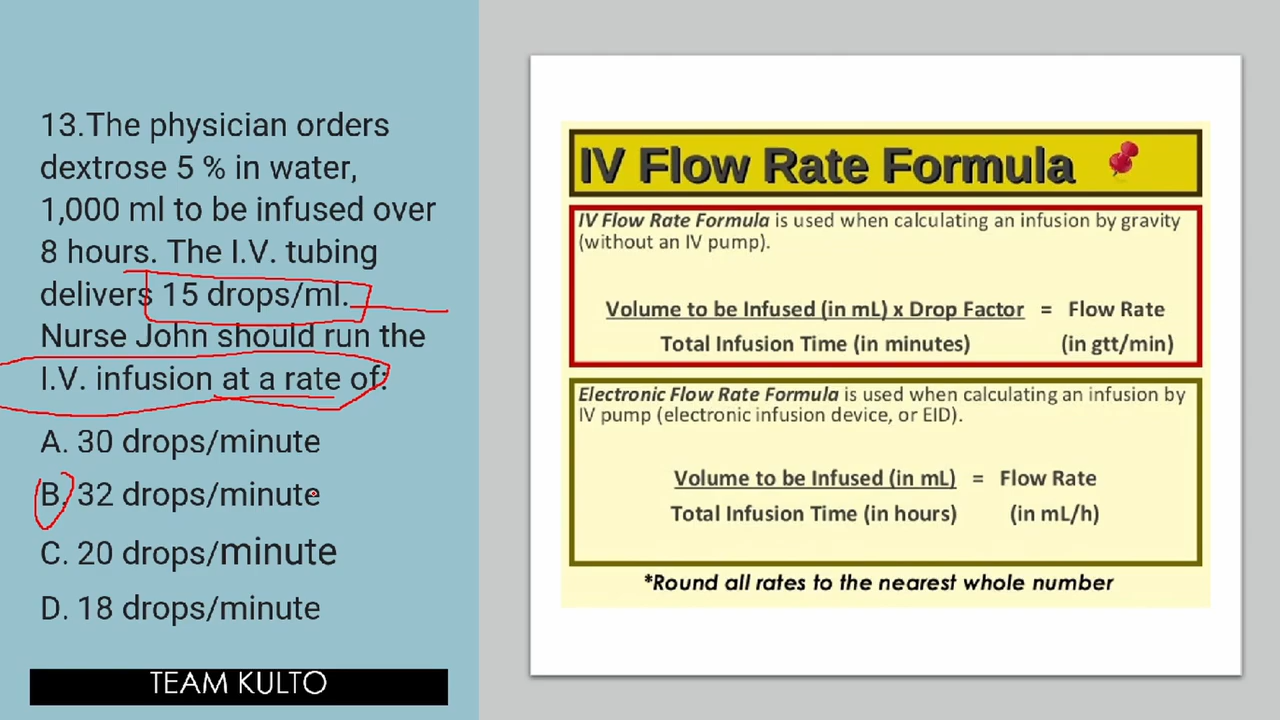 13.The physician orders
dextrose 5 % in water,
1,000 ml to be infused over
8 hours. The I.V. tubing
delivers 15 drops/ml.
Nurse John should run the
I.V. infusion at a rate of:
A. 30 drops/minute
B. 32 drops/minute
C. 20 drops/minute
D. 18 drops/minute
TEAM KULTO
IV Flow Rate Formula
IV Flow Rate Formula is used when calculating an infusion by gravity
(without an IV pump).
Volume to be Infused (in mL) x Drop Factor = Flow Rate
Total Infusion Time (in minutes) (in gtt/min)
Electronic Flow Rate Formula is used when calculating an infusion by
IV pump (electronic infusion device, or EID).
Volume to be Infused (in mL) = Flow Rate
Total Infusion Time (in hours) (in mL/h)
*Round all rates to the nearest whole number